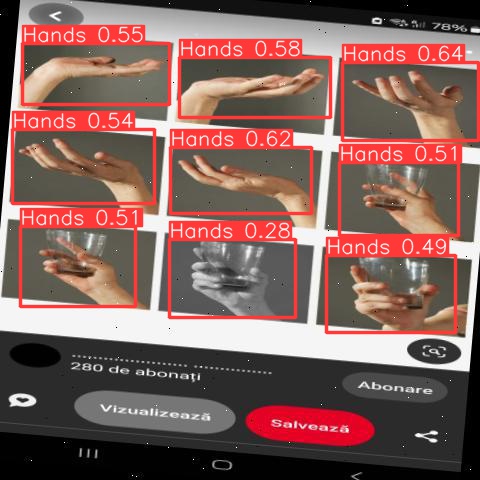 78%
Hands 0.55
Hands 0.58
Hands 0.64
Hands 0.54
Hands 0.62
Hands 0.51
Hands 0.51
Hands 0.28
Hands 0.49
280 de abonați
Abonare
Vizualizează
Salvează